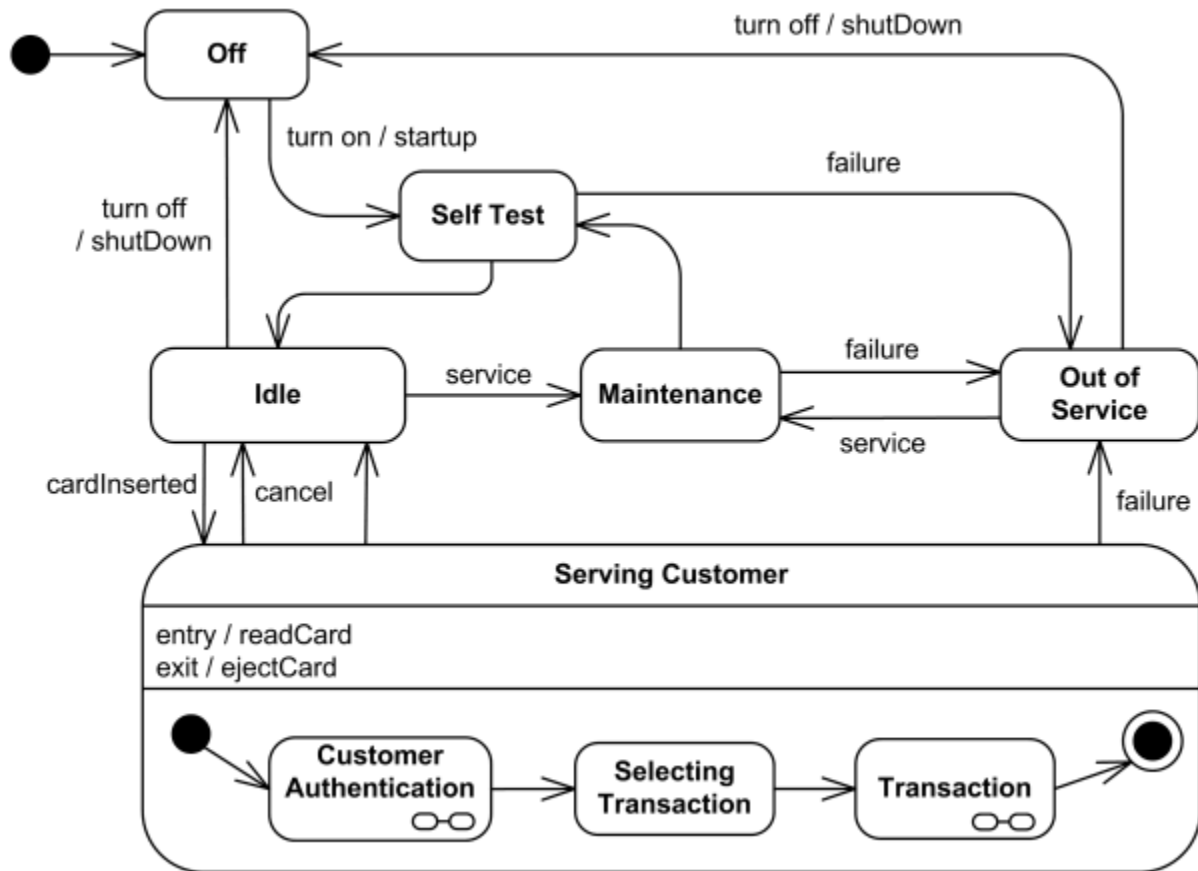 turn off / shutDown
Off
turn on / startup
failure
turn off
/ shutDown
Self Test
Idle
service
Maintenance
failure
service
Out of
Service
cardInserted
cancel
failure
Serving Customer
entry / readCard
exit / ejectCard
Customer
Authentication
Selecting
Transaction
Transaction